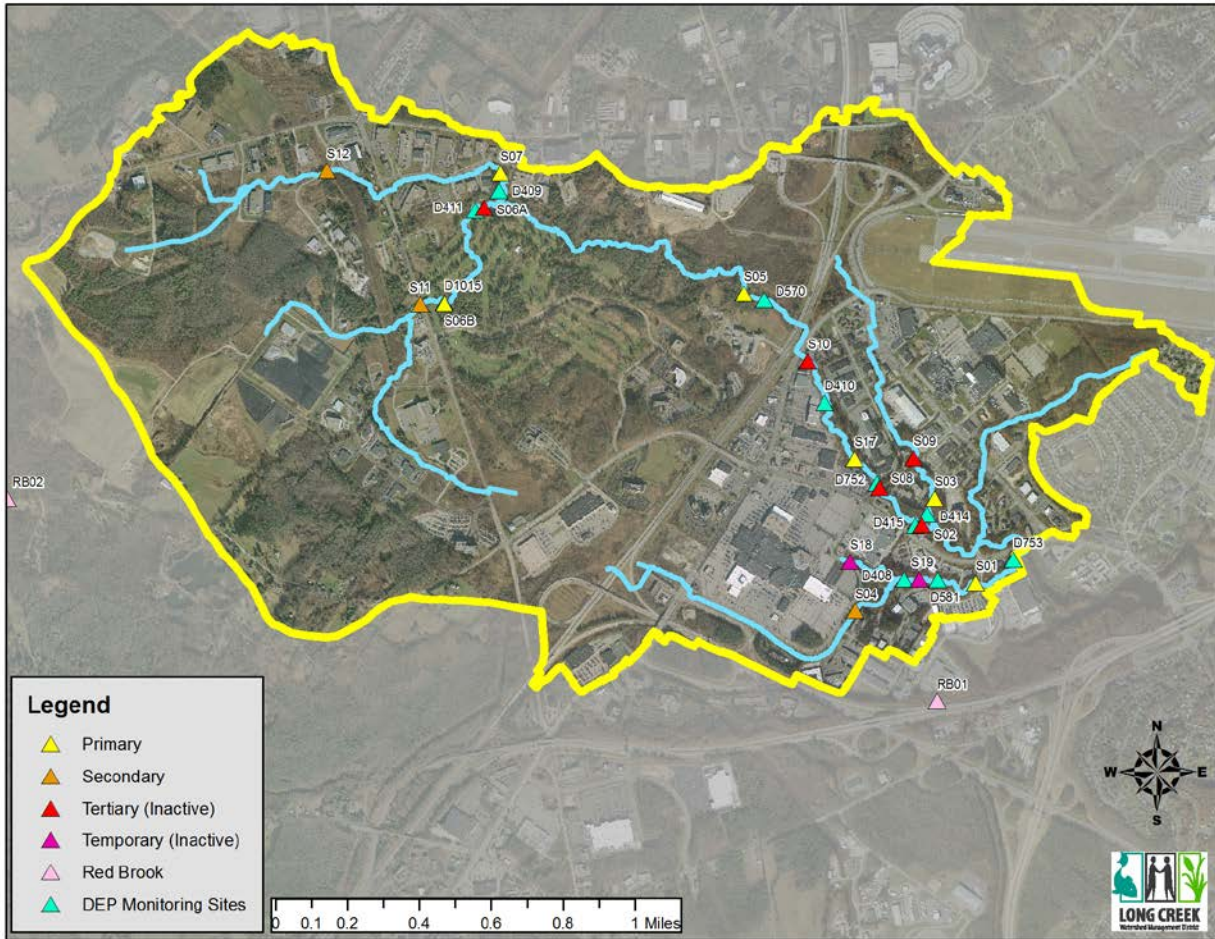 S12
S07
D409
D411
S06A
S11
D1015
S06B
S05
D570
S10
D410
S17
S09
D752
S08
S03
D414
D415
S02
S18
D753
D408
S19
D581
S01
S04
RB02
RB01
Legend
Primary
Secondary
Tertiary (Inactive)
Temporary (Inactive)
Red Brook
DEP Monitoring Sites
0 0.1 0.2 0.4 0.6 0.8 1 Miles
N
W E
S
LONG CREEK
Watershed Management District